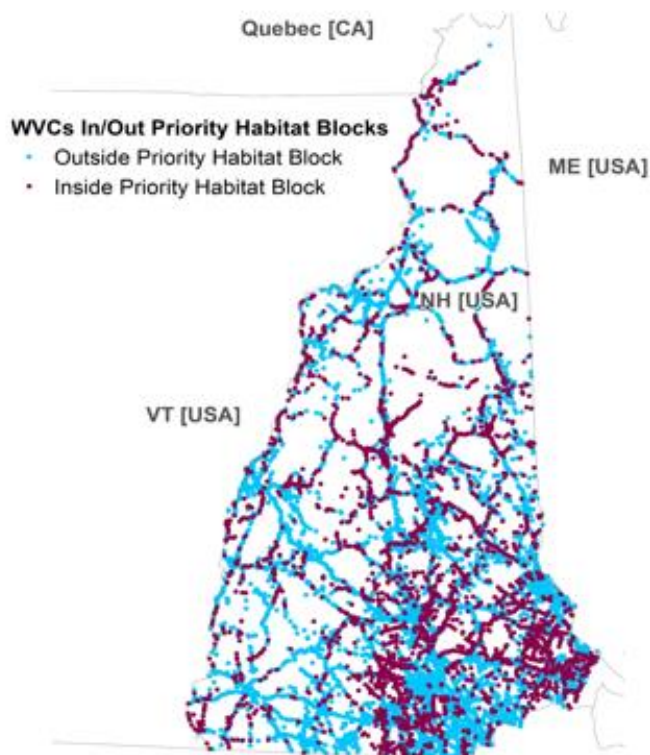 Quebec [CA]
WVCs In/Out Priority Habitat Blocks
Outside Priority Habitat Block
Inside Priority Habitat Block
ME [USA]
NH [USA]
VT [USA]